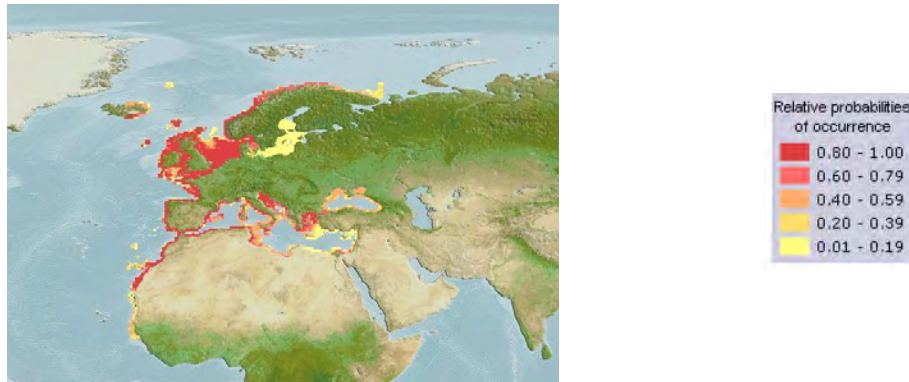 Relative probabilities
of occurrence
0.80 - 1.00
0.60 - 0.79
0.40 - 0.59
0.20 - 0.39
0.01 - 0.19